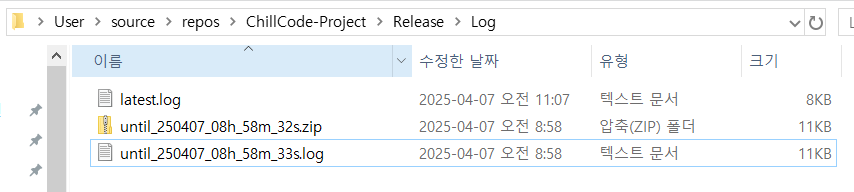 User > source > repos > ChillCode-Project > Release > Log
이름 수정한 날짜 유형 크기
latest.log 2025-04-07 오전 11:07 텍스트 문서 8KB
until_250407_08h_58m_32s.zip 2025-04-07 오전 8:58 압축(ZIP) 폴더 11KB
until_250407_08h_58m_33s.log 2025-04-07 오전 8:58 텍스트 문서 11KB